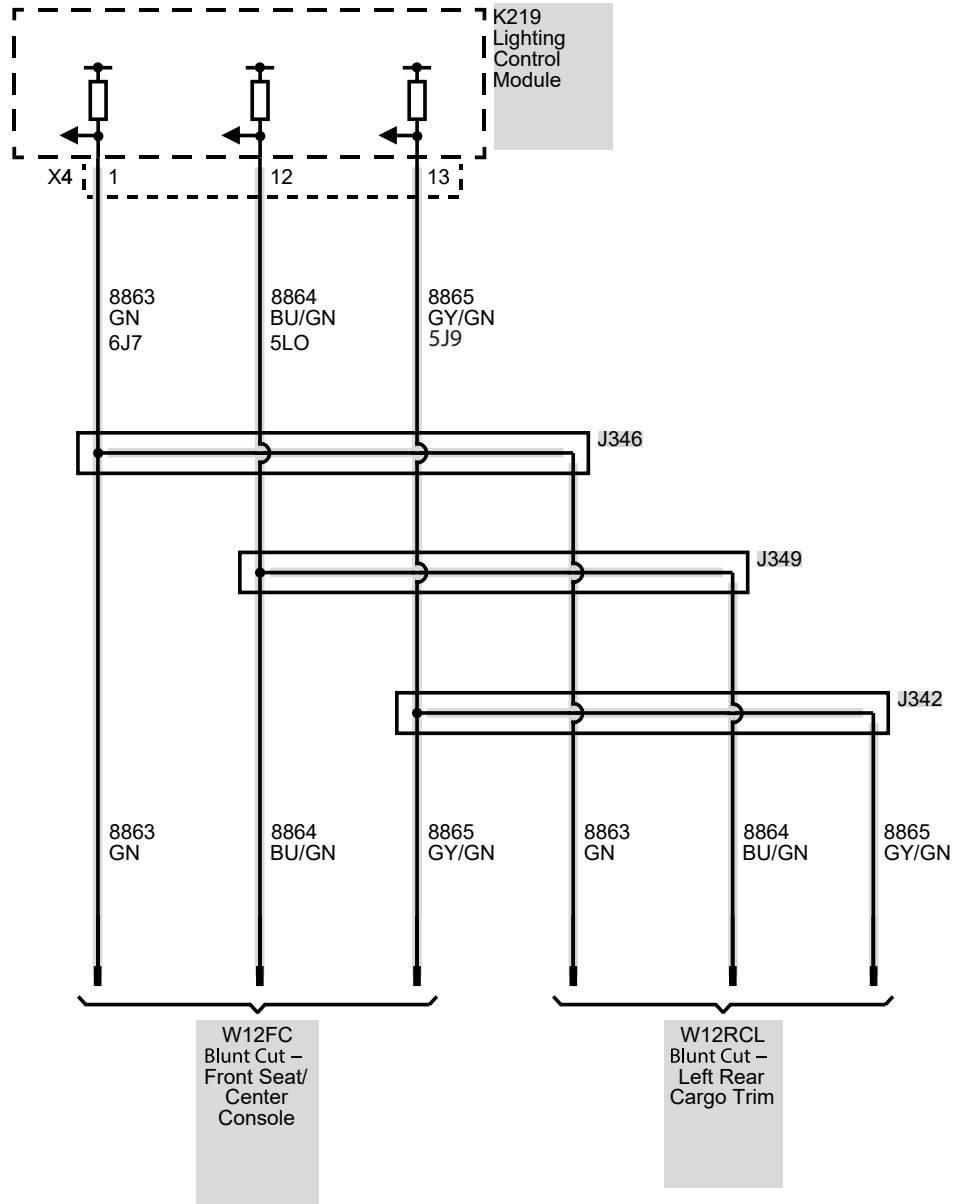 K219
Lighting
Control
Module
X4 1 12 13
8863
GN
6J7
8864
BU/GN
5LO
8865
GY/GN
5J9
J346
J349
J342
8863
GN
8864
BU/GN
8865
GY/GN
8863
GN
8864
BU/GN
8865
GY/GN
W12FC
Blunt Cut –
Front Seat/
Center
Console
W12RCL
Blunt Cut –
Left Rear
Cargo Trim